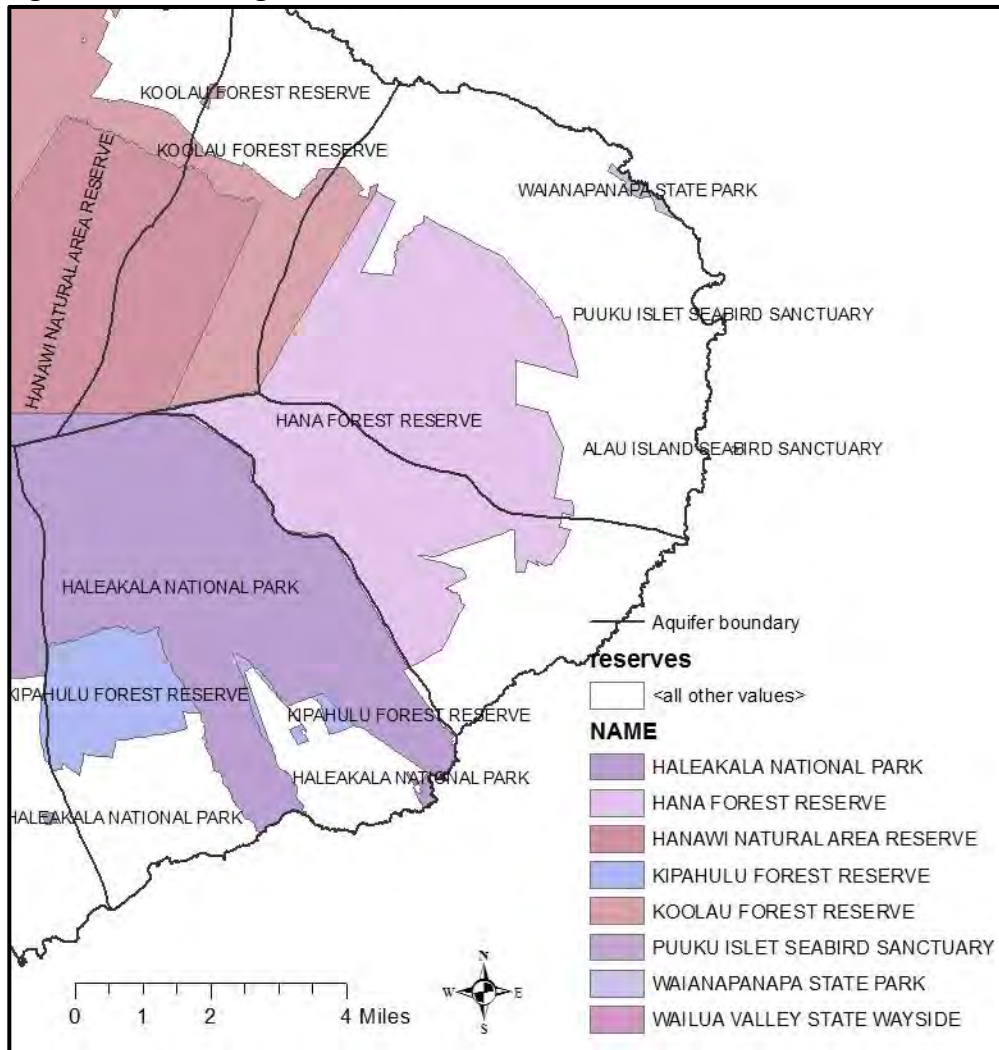 KOOLAU FOREST RESERVE
KOOLAU FOREST RESERVE
HANAWI NATURAL AREA RESERVE
WAIANAPANAPA STATE PARK
PUUKU ISLET SEABIRD SANCTUARY
HANA FOREST RESERVE
ALAU ISLAND SEABIRD SANCTUARY
HALEAKALA NATIONAL PARK
KIPAHULU FOREST RESERVE
KIPAHULU FOREST RESERVE
HALEAKALA NATIONAL PARK
HALEAKALA NATIONAL PARK
Aquifer boundary
reserves
<all other values>
NAME
HALEAKALA NATIONAL PARK
HANA FOREST RESERVE
HANAWI NATURAL AREA RESERVE
KIPAHULU FOREST RESERVE
KOOLAU FOREST RESERVE
PUUKU ISLET SEABIRD SANCTUARY
WAIANAPANAPA STATE PARK
WAILUA VALLEY STATE WAYSIDE
0 1 2 4 Miles
N
W E
S